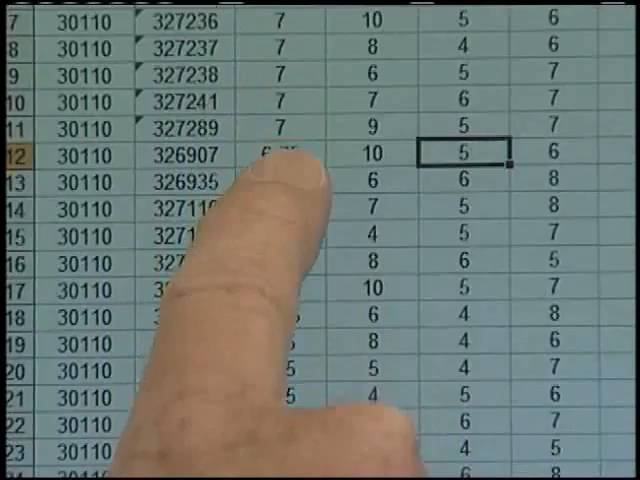 7 30110 327236 7 10 5 6
8 30110 327237 7 8 4 6
9 30110 327238 7 6 5 7
10 30110 327241 7 7 6 7
11 30110 327289 7 9 5 7
12 30110 326907 10 5 6
13 30110 326935 6 6 8
14 30110 7 5 8
15 30110 4 5 7
16 30110 8 6 5
17 30110 10 5 7
18 30110 6 4 8
19 30110 8 4 6
20 30110 5 4 7
21 30110 4 5 6
22 30110 6 7
23 30110 4 5
6 8